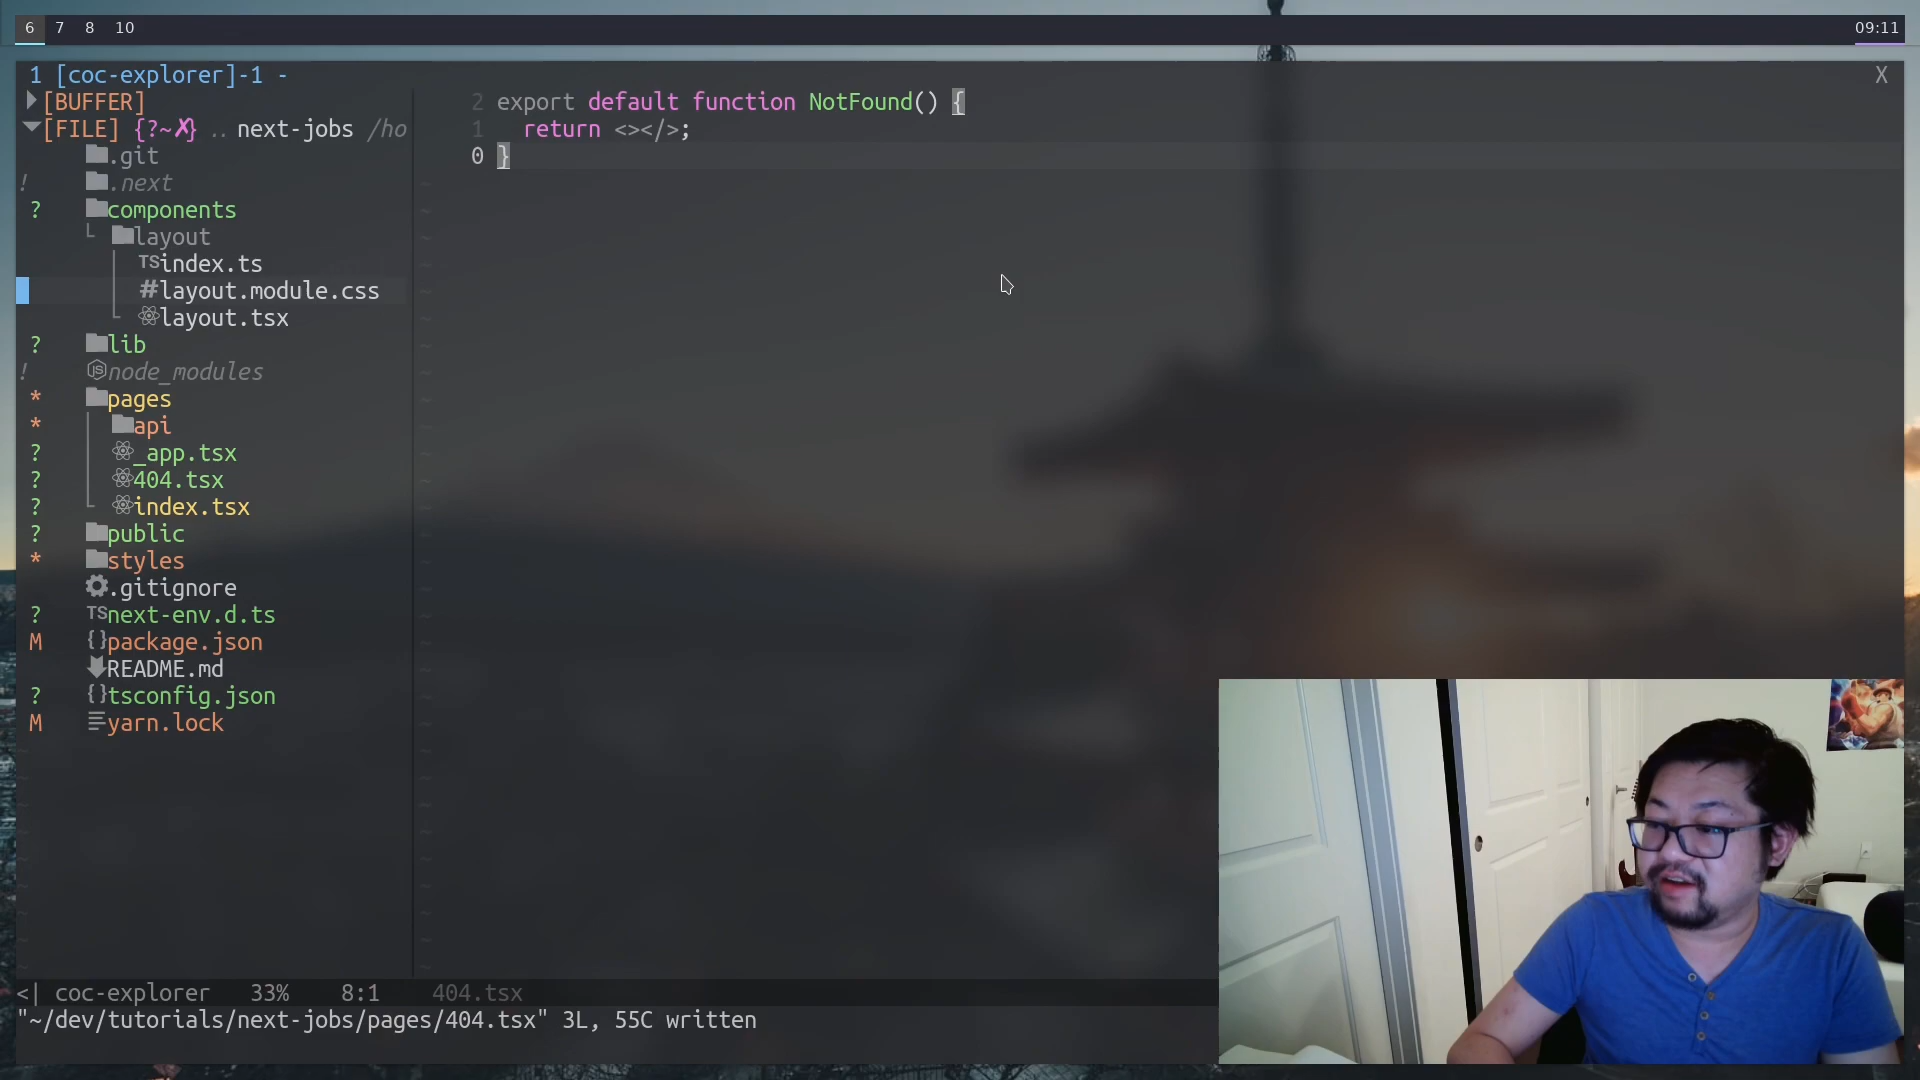 6 7 8 10
09:11
1 [coc-explorer]-1 -
X
[BUFFER]
[FILE] {?~✗} .. next-jobs /ho
.git
! .next
? components
layout
TS index.ts
# layout.module.css
layout.tsx
? lib
! JS node_modules
* pages
* api
? _app.tsx
? 404.tsx
? index.tsx
? public
* styles
.gitignore
? TS next-env.d.ts
M {} package.json
README.md
? {} tsconfig.json
M yarn.lock
2 export default function NotFound() {
1 return <></>;
0 }
<| coc-explorer 33% 8:1 404.tsx
"~/dev/tutorials/next-jobs/pages/404.tsx" 3L, 55C written